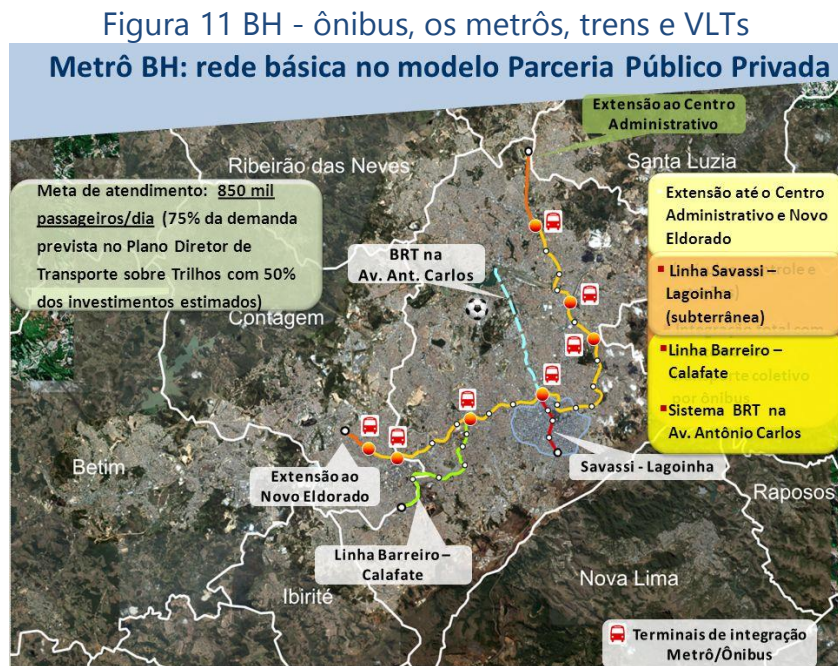 Figura 11 BH - ônibus, os metrôs, trens e VLTs
Metrô BH: rede básica no modelo Parceria Público Privada
Extensão ao Centro
Administrativo
Ribeirão das Neves
Santa Luzia
Meta de atendimento: 850 mil
passageiros/dia (75% da demanda
prevista no Plano Diretor de
Transporte sobre Trilhos com 50%
dos investimentos estimados)
BRT na
Av. Ant. Carlos
Extensão até o Centro
Administrativo e Novo
Eldorado
Linha Savassi –
Lagoinha
(subterrânea)
Linha Barreiro –
Calafate
por ônibus
Sistema BRT na
Av. Antônio Carlos
Contagem
Betim
Extensão ao
Novo Eldorado
Savassi - Lagoinha
Raposos
Linha Barreiro –
Calafate
Ibirité
Nova Lima
Terminais de integração
Metrô/Ônibus